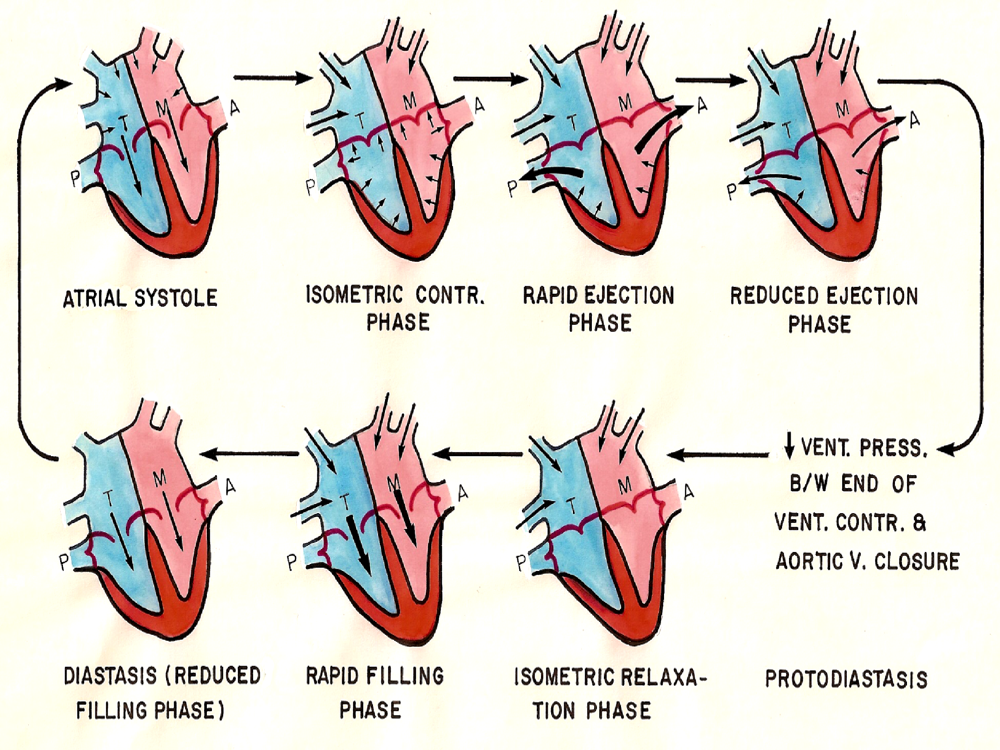 T
M
A
P
ATRIAL SYSTOLE
T
M
A
P
ISOMETRIC CONTR.
PHASE
T
M
A
P
RAPID EJECTION
PHASE
T
M
A
P
REDUCED EJECTION
PHASE
T
M
A
P
DIASTASIS (REDUCED
FILLING PHASE)
T
M
A
P
RAPID FILLING
PHASE
T
M
A
P
ISOMETRIC RELAXA-
TION PHASE
↓ VENT. PRESS.
B/W END OF
VENT. CONTR. &
AORTIC V. CLOSURE
PROTODIASTASIS